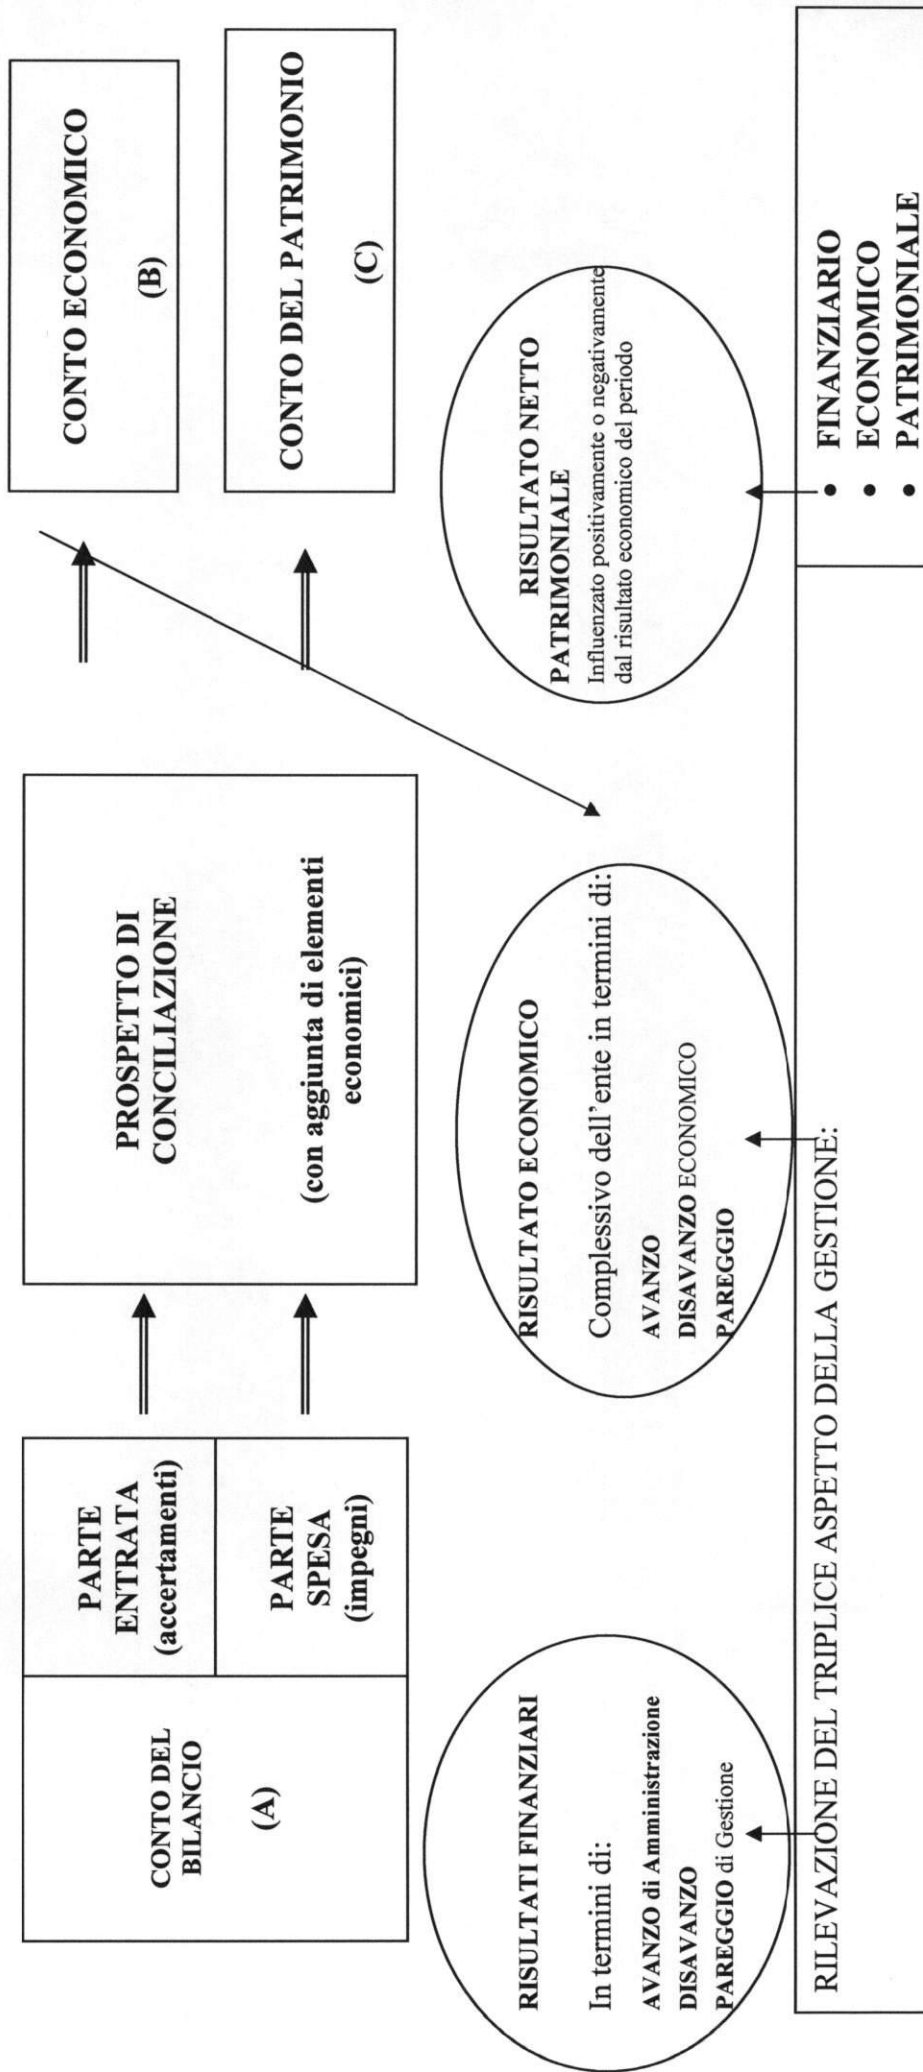 CONTO DEL
BILANCIO
(A)
PARTE
ENTRATA
(accertamenti)
PARTE
SPESA
(impegni)
PROSPETTO DI
CONCILIAZIONE
(con aggiunta di elementi
economici)
CONTO ECONOMICO
(B)
CONTO DEL PATRIMONIO
(C)
RISULTATI FINANZIARI
In termini di:
AVANZO di Amministrazione
DISAVANZO
PAREGGIO di Gestione
RISULTATO ECONOMICO
Complessivo dell'ente in termini di:
AVANZO
DISAVANZO ECONOMICO
PAREGGIO
RISULTATO NETTO
PATRIMONIALE
Influenzato positivamente o negativamente
dal risultato economico del periodo
RILEVAZIONE DEL TRIPLICE ASPETTO DELLA GESTIONE:
• FINANZIARIO
• ECONOMICO
• PATRIMONIALE